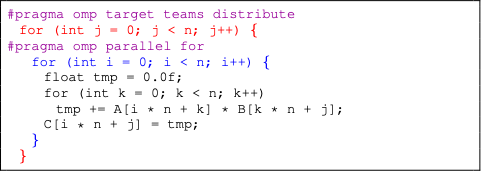 #pragma omp target teams distribute
for (int j = 0; j < n; j++) {
#pragma omp parallel for
for (int i = 0; i < n; i++) {
float tmp = 0.0f;
for (int k = 0; k < n; k++)
tmp += A[i * n + k] * B[k * n + j];
C[i * n + j] = tmp;
}
}